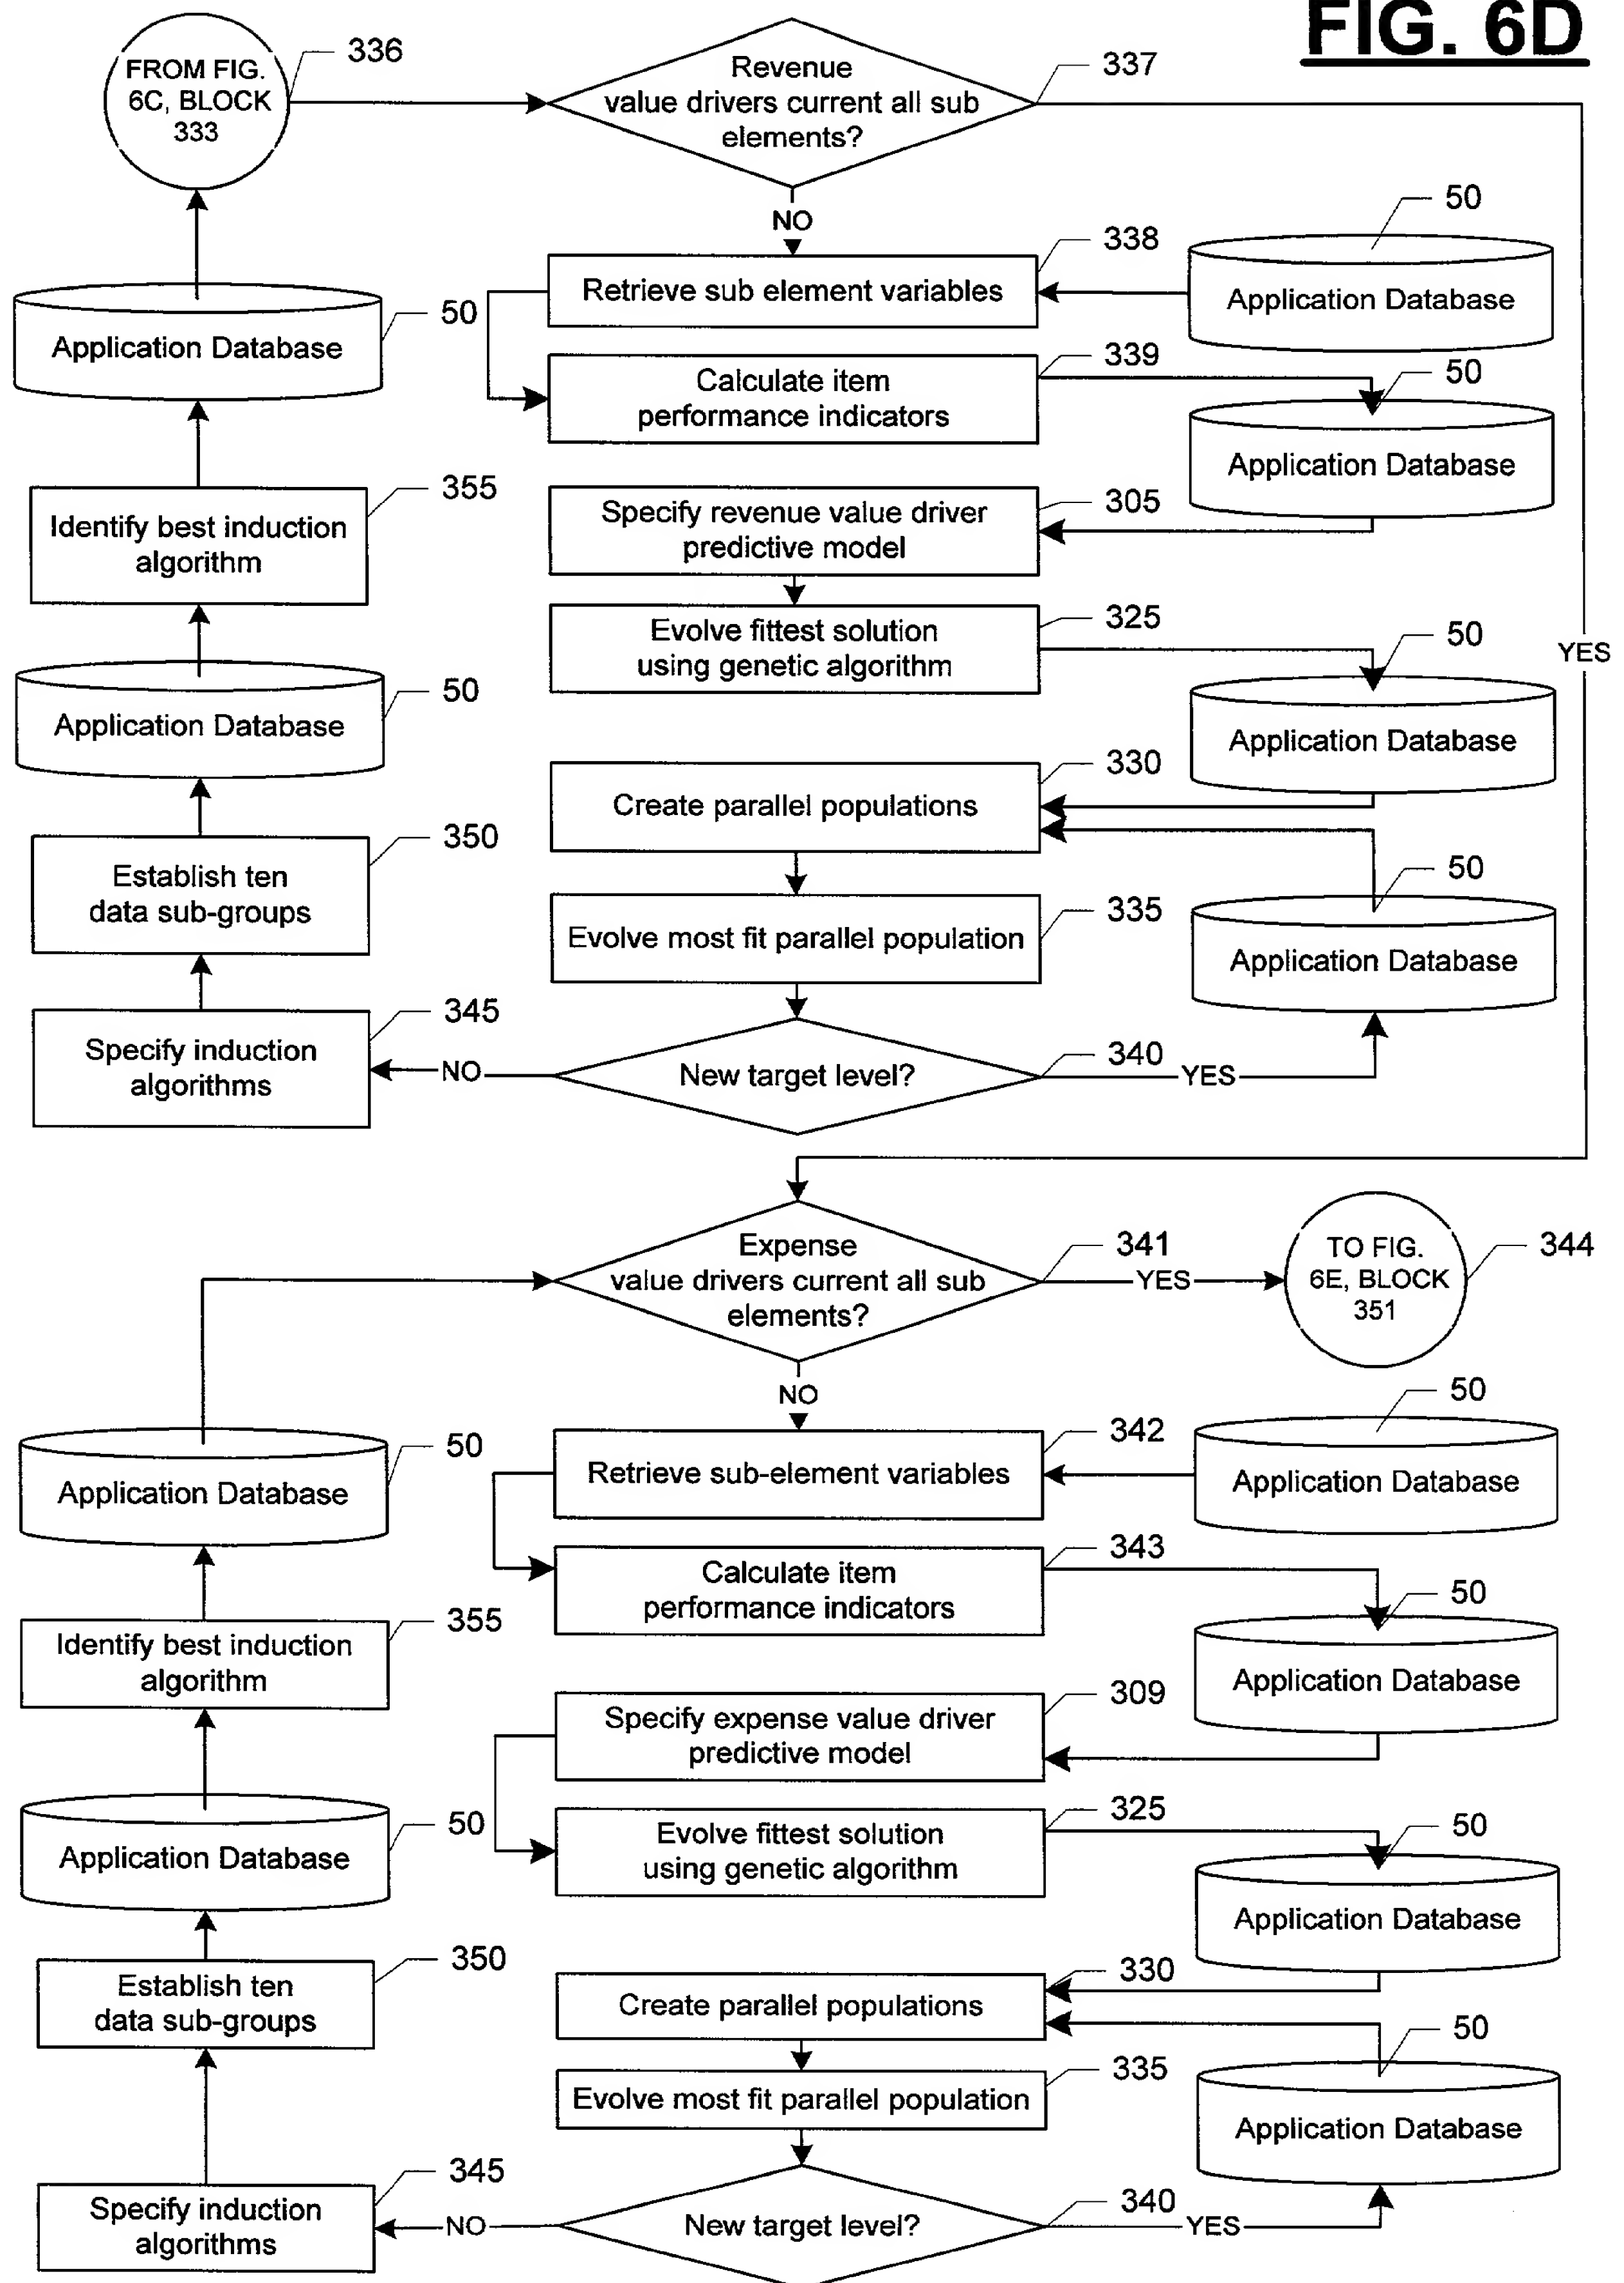 FIG. 6D
FROM FIG.
6C, BLOCK
333
336
Revenue
value drivers current all sub
elements?
337
NO
YES
Retrieve sub element variables
338
Application Database
50
Calculate item
performance indicators
339
Application Database
50
Specify revenue value driver
predictive model
305
Evolve fittest solution
using genetic algorithm
325
Application Database
50
Create parallel populations
330
Evolve most fit parallel population
335
Application Database
50
New target level?
340
YES
NO
Specify induction
algorithms
345
Establish ten
data sub-groups
350
Application Database
50
Identify best induction
algorithm
355
Application Database
50
Expense
value drivers current all sub
elements?
341
YES
TO FIG.
6E, BLOCK
351
344
NO
Retrieve sub-element variables
342
Application Database
50
Calculate item
performance indicators
343
Application Database
50
Specify expense value driver
predictive model
309
Evolve fittest solution
using genetic algorithm
325
Application Database
50
Create parallel populations
330
Evolve most fit parallel population
335
Application Database
50
New target level?
340
YES
NO
Specify induction
algorithms
345
Establish ten
data sub-groups
350
Application Database
50
Identify best induction
algorithm
355
Application Database
50